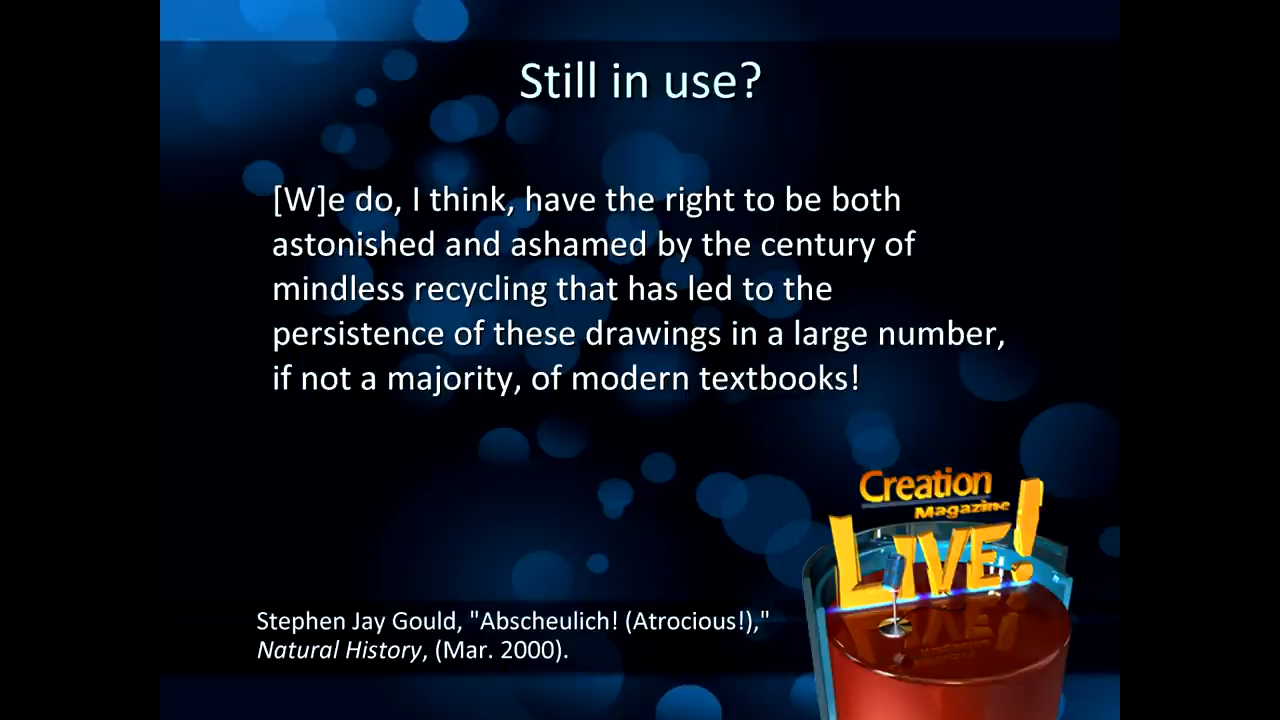 Still in use?
[W]e do, I think, have the right to be both
astonished and ashamed by the century of
mindless recycling that has led to the
persistence of these drawings in a large number,
if not a majority, of modern textbooks!
Creation
Magazine
LIVE!
Stephen Jay Gould, "Abscheulich! (Atrocious!),"
Natural History, (Mar. 2000).